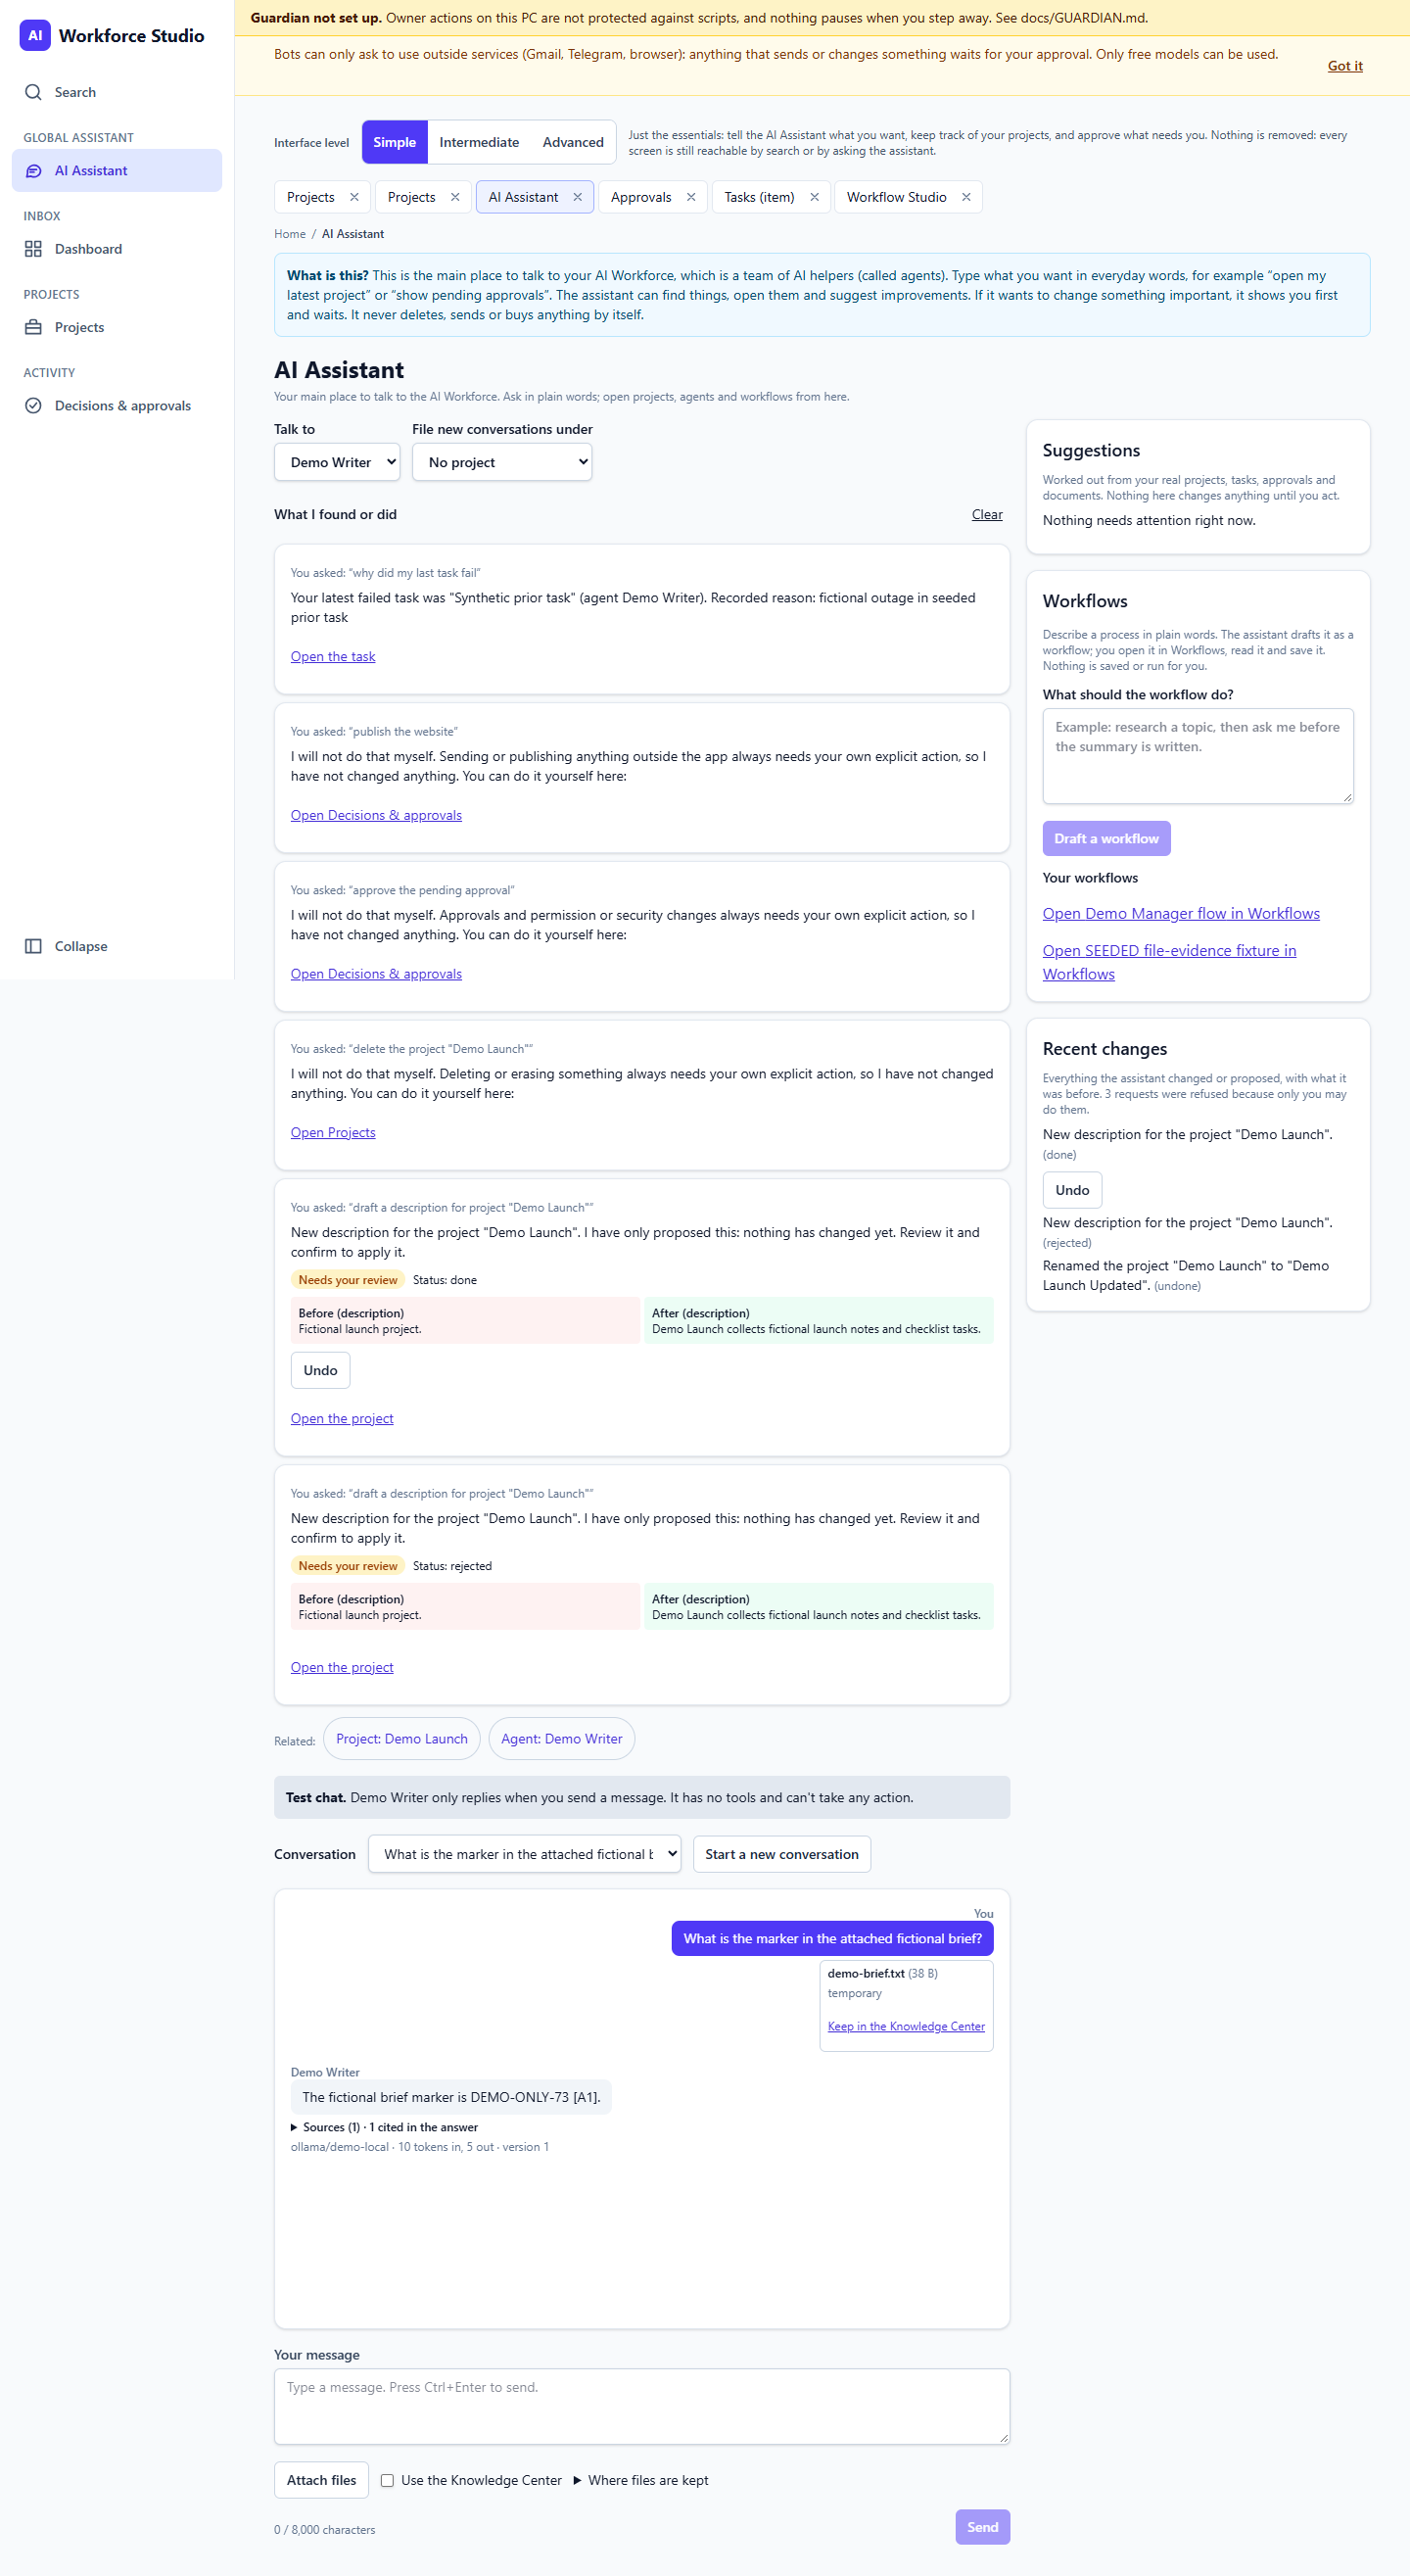 AI Workforce Studio
Search
GLOBAL ASSISTANT
AI Assistant
INBOX
Dashboard
PROJECTS
Projects
ACTIVITY
Decisions & approvals
Collapse
Guardian not set up. Owner actions on this PC are not protected against scripts, and nothing pauses when you step away. See docs/GUARDIAN.md.
Bots can only ask to use outside services (Gmail, Telegram, browser): anything that sends or changes something waits for your approval. Only free models can be used.
Got it
Interface level
Simple
Intermediate
Advanced
Just the essentials: tell the AI Assistant what you want, keep track of your projects, and approve what needs you. Nothing is removed: every
screen is still reachable by search or by asking the assistant.
Projects ×
Projects ×
AI Assistant ×
Approvals ×
Tasks (item) ×
Workflow Studio ×
Home / AI Assistant
What is this? This is the main place to talk to your AI Workforce, which is a team of AI helpers (called agents). Type what you want in everyday words, for example “open my
latest project” or “show pending approvals”. The assistant can find things, open them and suggest improvements. If it wants to change something important, it shows you first
and waits. It never deletes, sends or buys anything by itself.
AI Assistant
Your main place to talk to the AI Workforce. Ask in plain words; open projects, agents and workflows from here.
Talk to
Demo Writer
File new conversations under
No project
What I found or did
Clear
You asked: “why did my last task fail”
Your latest failed task was "Synthetic prior task" (agent Demo Writer). Recorded reason: fictional outage in seeded
prior task
Open the task
You asked: “publish the website”
I will not do that myself. Sending or publishing anything outside the app always needs your own explicit action, so I
have not changed anything. You can do it yourself here:
Open Decisions & approvals
You asked: “approve the pending approval”
I will not do that myself. Approvals and permission or security changes always needs your own explicit action, so I
have not changed anything. You can do it yourself here:
Open Decisions & approvals
You asked: “delete the project "Demo Launch"”
I will not do that myself. Deleting or erasing something always needs your own explicit action, so I have not changed
anything. You can do it yourself here:
Open Projects
You asked: “draft a description for project "Demo Launch"”
New description for the project "Demo Launch". I have only proposed this: nothing has changed yet. Review it and
confirm to apply it.
Needs your review Status: done
Before (description)
Fictional launch project.
After (description)
Demo Launch collects fictional launch notes and checklist tasks.
Undo
Open the project
You asked: “draft a description for project "Demo Launch"”
New description for the project "Demo Launch". I have only proposed this: nothing has changed yet. Review it and
confirm to apply it.
Needs your review Status: rejected
Before (description)
Fictional launch project.
After (description)
Demo Launch collects fictional launch notes and checklist tasks.
Open the project
Related: Project: Demo Launch Agent: Demo Writer
Test chat. Demo Writer only replies when you send a message. It has no tools and can't take any action.
Conversation
What is the marker in the attached fictional b
Start a new conversation
You
What is the marker in the attached fictional brief?
demo-brief.txt (38 B)
temporary
Keep in the Knowledge Center
Demo Writer
The fictional brief marker is DEMO-ONLY-73 [A1].
Sources (1) · 1 cited in the answer
ollama/demo-local · 10 tokens in, 5 out · version 1
Your message
Type a message. Press Ctrl+Enter to send.
Attach files
Use the Knowledge Center
Where files are kept
0 / 8,000 characters
Send
Suggestions
Worked out from your real projects, tasks, approvals and
documents. Nothing here changes anything until you act.
Nothing needs attention right now.
Workflows
Describe a process in plain words. The assistant drafts it as a
workflow; you open it in Workflows, read it and save it.
Nothing is saved or run for you.
What should the workflow do?
Example: research a topic, then ask me before
the summary is written.
Draft a workflow
Your workflows
Open Demo Manager flow in Workflows
Open SEEDED file-evidence fixture in
Workflows
Recent changes
Everything the assistant changed or proposed, with what it
was before. 3 requests were refused because only you may
do them.
New description for the project "Demo Launch".
(done)
Undo
New description for the project "Demo Launch".
(rejected)
Renamed the project "Demo Launch" to "Demo
Launch Updated". (undone)